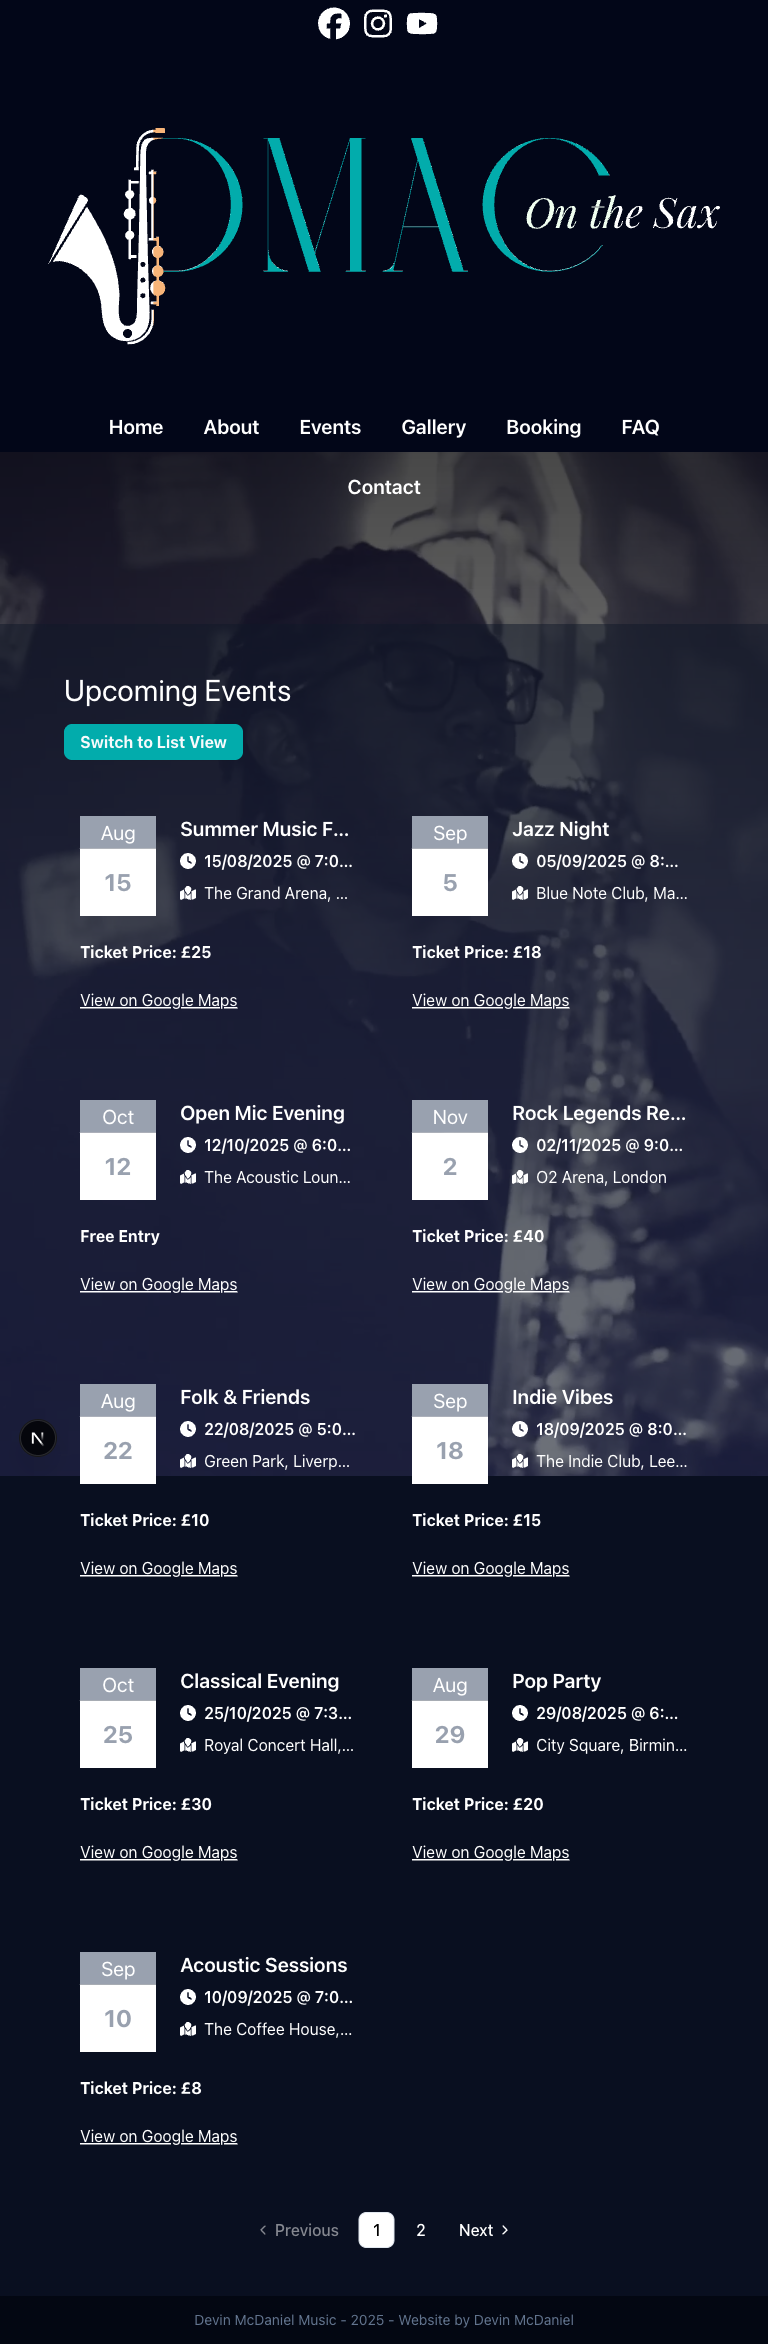 DMAC
On the Sax
Home About Events Gallery Booking FAQ
Contact
Upcoming Events
Switch to List View
Aug
15
Summer Music F...
15/08/2025 @ 7:0...
The Grand Arena, ...
Ticket Price: £25
View on Google Maps
Sep
5
Jazz Night
05/09/2025 @ 8:...
Blue Note Club, Ma...
Ticket Price: £18
View on Google Maps
Oct
12
Open Mic Evening
12/10/2025 @ 6:0...
The Acoustic Loun...
Free Entry
View on Google Maps
Nov
2
Rock Legends Re...
02/11/2025 @ 9:0...
O2 Arena, London
Ticket Price: £40
View on Google Maps
Aug
22
Folk & Friends
22/08/2025 @ 5:0...
Green Park, Liverp...
Ticket Price: £10
View on Google Maps
Sep
18
Indie Vibes
18/09/2025 @ 8:0...
The Indie Club, Lee...
Ticket Price: £15
View on Google Maps
Oct
25
Classical Evening
25/10/2025 @ 7:3...
Royal Concert Hall,...
Ticket Price: £30
View on Google Maps
Aug
29
Pop Party
29/08/2025 @ 6:...
City Square, Birmin...
Ticket Price: £20
View on Google Maps
Sep
10
Acoustic Sessions
10/09/2025 @ 7:0...
The Coffee House,...
Ticket Price: £8
View on Google Maps
Previous 1 2 Next
Devin McDaniel Music - 2025 - Website by Devin McDaniel
N